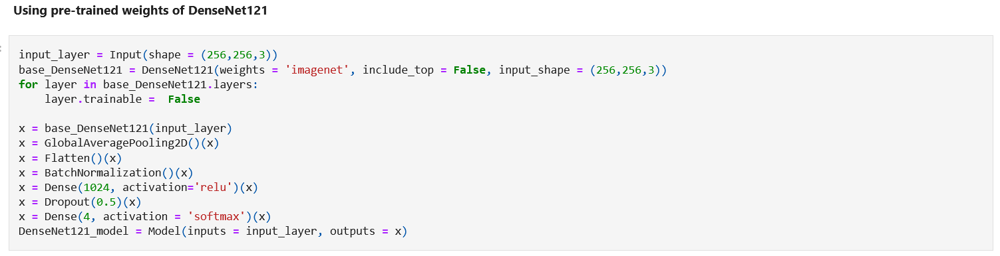 Using pre-trained weights of DenseNet121
input_layer = Input(shape = (256,256,3))
base_DenseNet121 = DenseNet121(weights = 'imagenet', include_top = False, input_shape = (256,256,3))
for layer in base_DenseNet121.layers:
    layer.trainable =  False
x = base_DenseNet121(input_layer)
x = GlobalAveragePooling2D()(x)
x = Flatten()(x)
x = BatchNormalization()(x)
x = Dense(1024, activation='relu')(x)
x = Dropout(0.5)(x)
x = Dense(4, activation = 'softmax')(x)
DenseNet121_model = Model(inputs = input_layer, outputs = x)